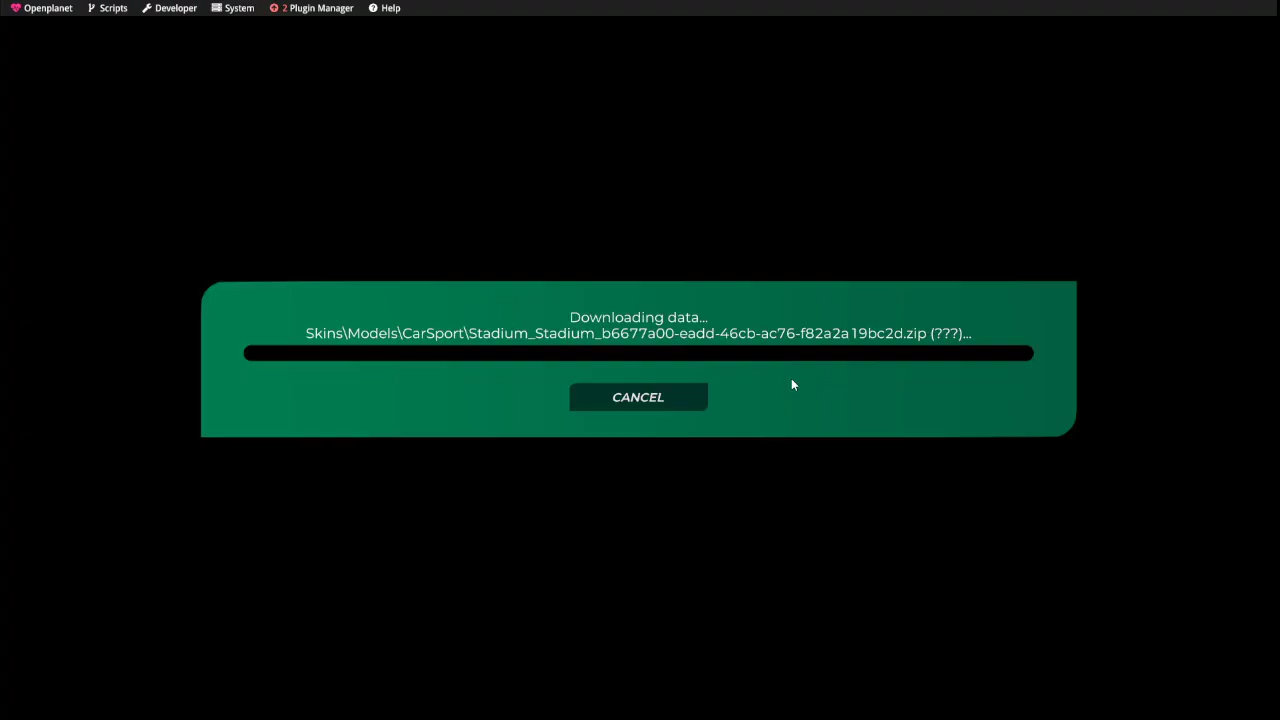 Openplanet Scripts Developer System 2 Plugin Manager Help
Downloading data...
Skins\Models\CarSport\Stadium_Stadium_b6677a00-eadd-46cb-ac76-f82a2a19bc2d.zip (???)...
CANCEL